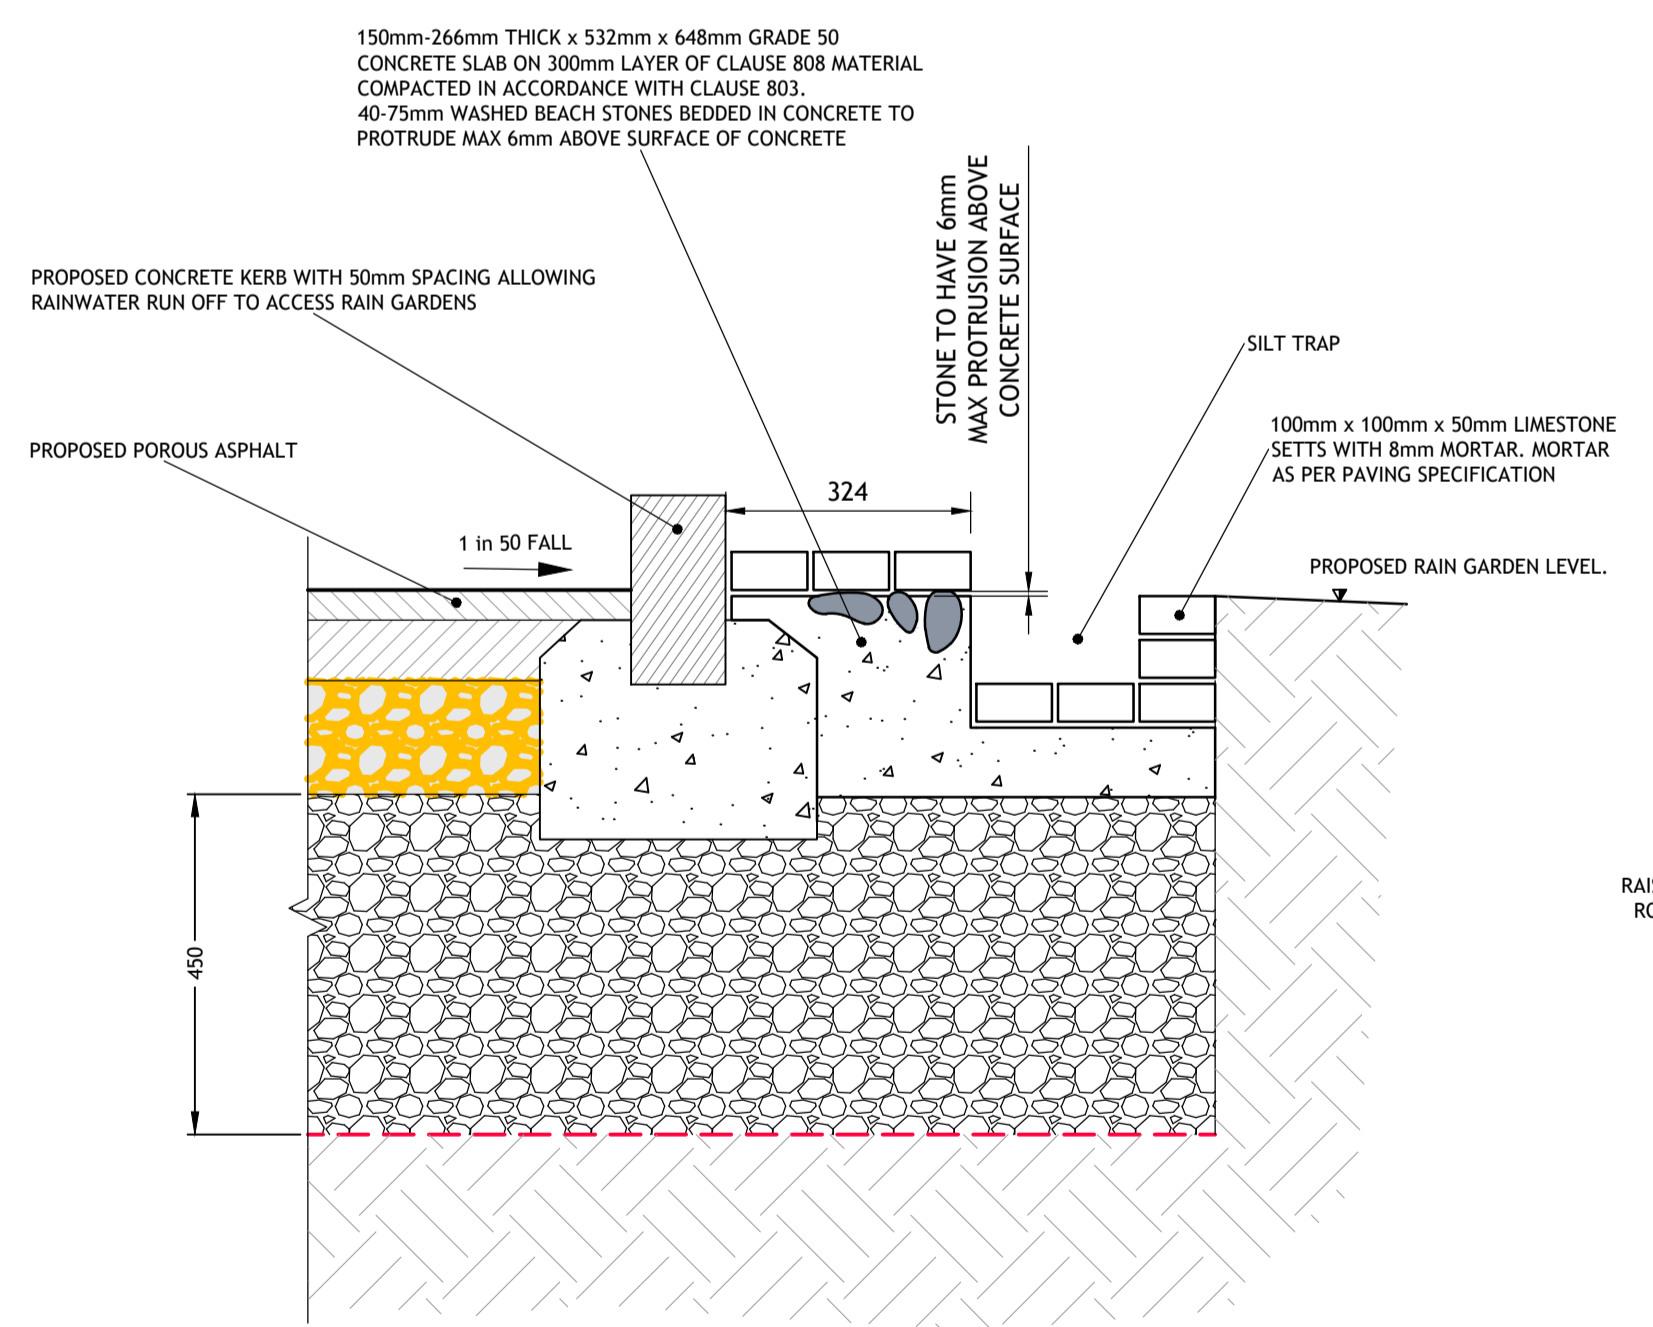 150mm-266mm THICK x 532mm x 648mm GRADE 50
CONCRETE SLAB ON 300mm LAYER OF CLAUSE 808 MATERIAL
COMPACTED IN ACCORDANCE WITH CLAUSE 803.
40-75mm WASHED BEACH STONES BEDDED IN CONCRETE TO
PROTRUDE MAX 6mm ABOVE SURFACE OF CONCRETE
STONE TO HAVE 6mm
MAX PROTRUSION ABOVE
CONCRETE SURFACE
PROPOSED CONCRETE KERB WITH 50mm SPACING ALLOWING
RAINWATER RUN OFF TO ACCESS RAIN GARDENS
SILT TRAP
100mm x 100mm x 50mm LIMESTONE
SETTS WITH 8mm MORTAR. MORTAR
AS PER PAVING SPECIFICATION
PROPOSED POROUS ASPHALT
324
1 in 50 FALL
PROPOSED RAIN GARDEN LEVEL.
450